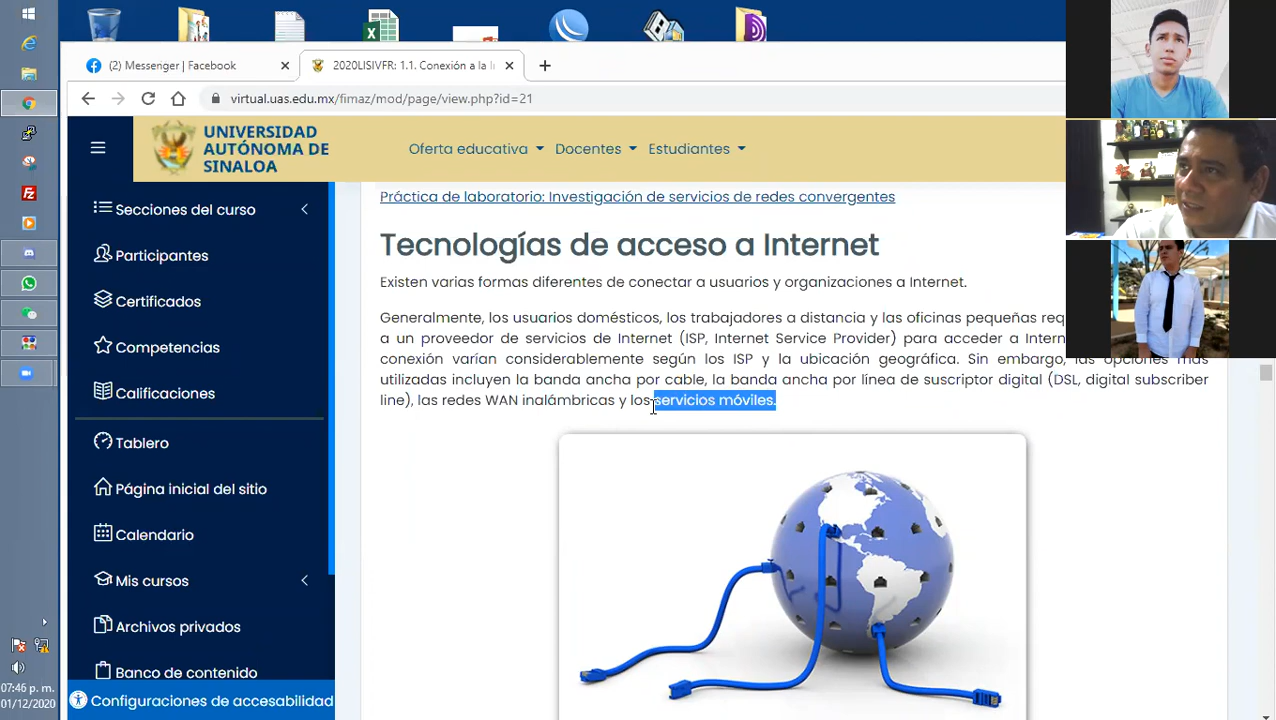 (2) Messenger | Facebook
2020LISIVFR: 1.1. Conexión a la I
virtual.uas.edu.mx/fimaz/mod/page/view.php?id=21
UNIVERSIDAD
AUTÓNOMA DE
SINALOA
Oferta educativa
Docentes
Estudiantes
Secciones del curso
Participantes
Certificados
Competencias
Calificaciones
Tablero
Página inicial del sitio
Calendario
Mis cursos
Archivos privados
Banco de contenido
Configuraciones de accesabilidad
Práctica de laboratorio: Investigación de servicios de redes convergentes
Tecnologías de acceso a Internet
Existen varias formas diferentes de conectar a usuarios y organizaciones a Internet.
Generalmente, los usuarios domésticos, los trabajadores a distancia y las oficinas pequeñas req
a un proveedor de servicios de Internet (ISP, Internet Service Provider) para acceder a Intern
conexión varían considerablemente según los ISP y la ubicación geográfica. Sin embargo, las opciones más
utilizadas incluyen la banda ancha por cable, la banda ancha por línea de suscriptor digital (DSL, digital subscriber
line), las redes WAN inalámbricas y los servicios móviles.
07:46 p. m.
01/12/2020